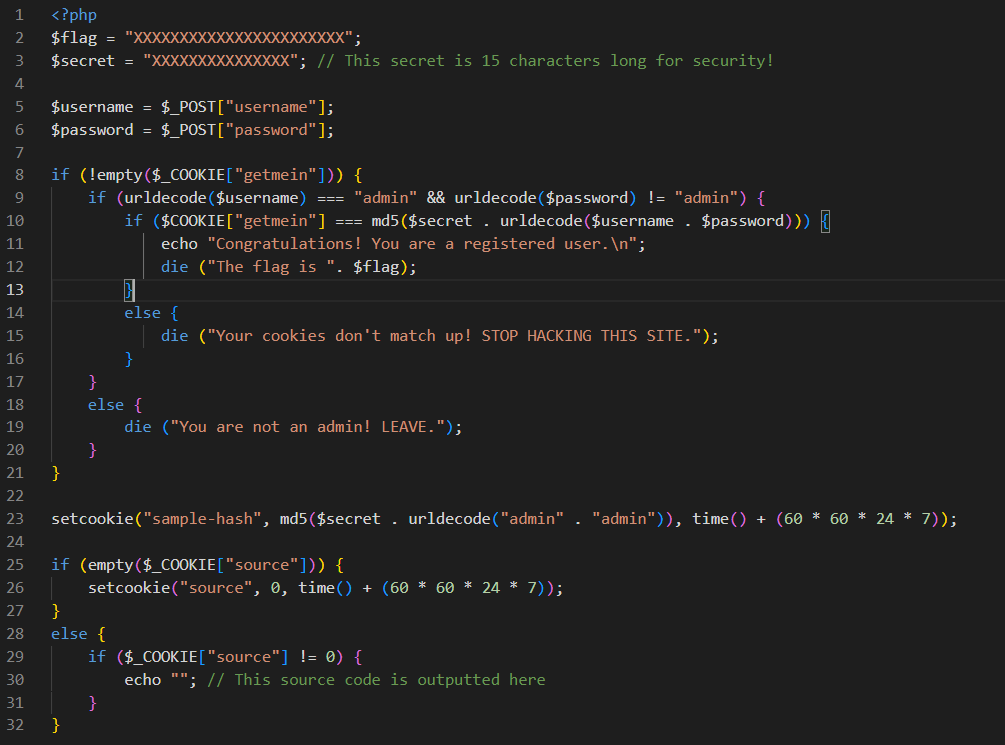 1 <?php
2 $flag = "XXXXXXXXXXXXXXXXXXXXXXX";
3 $secret = "XXXXXXXXXXXXXXX"; // This secret is 15 characters long for security!
4
5 $username = $_POST["username"];
6 $password = $_POST["password"];
7
8 if (!empty($_COOKIE["getmein"])) {
9     if (urldecode($username) === "admin" && urldecode($password) != "admin") {
10         if ($COOKIE["getmein"] === md5($secret . urldecode($username . $password))) {
11             echo "Congratulations! You are a registered user.\n";
12             die ("The flag is ". $flag);
13         }
14         else {
15             die ("Your cookies don't match up! STOP HACKING THIS SITE.");
16         }
17     }
18     else {
19         die ("You are not an admin! LEAVE.");
20     }
21 }
22
23 setcookie("sample-hash", md5($secret . urldecode("admin" . "admin")), time() + (60 * 60 * 24 * 7));
24
25 if (empty($_COOKIE["source"])) {
26     setcookie("source", 0, time() + (60 * 60 * 24 * 7));
27 }
28 else {
29     if ($_COOKIE["source"] != 0) {
30         echo ""; // This source code is outputted here
31     }
32 }